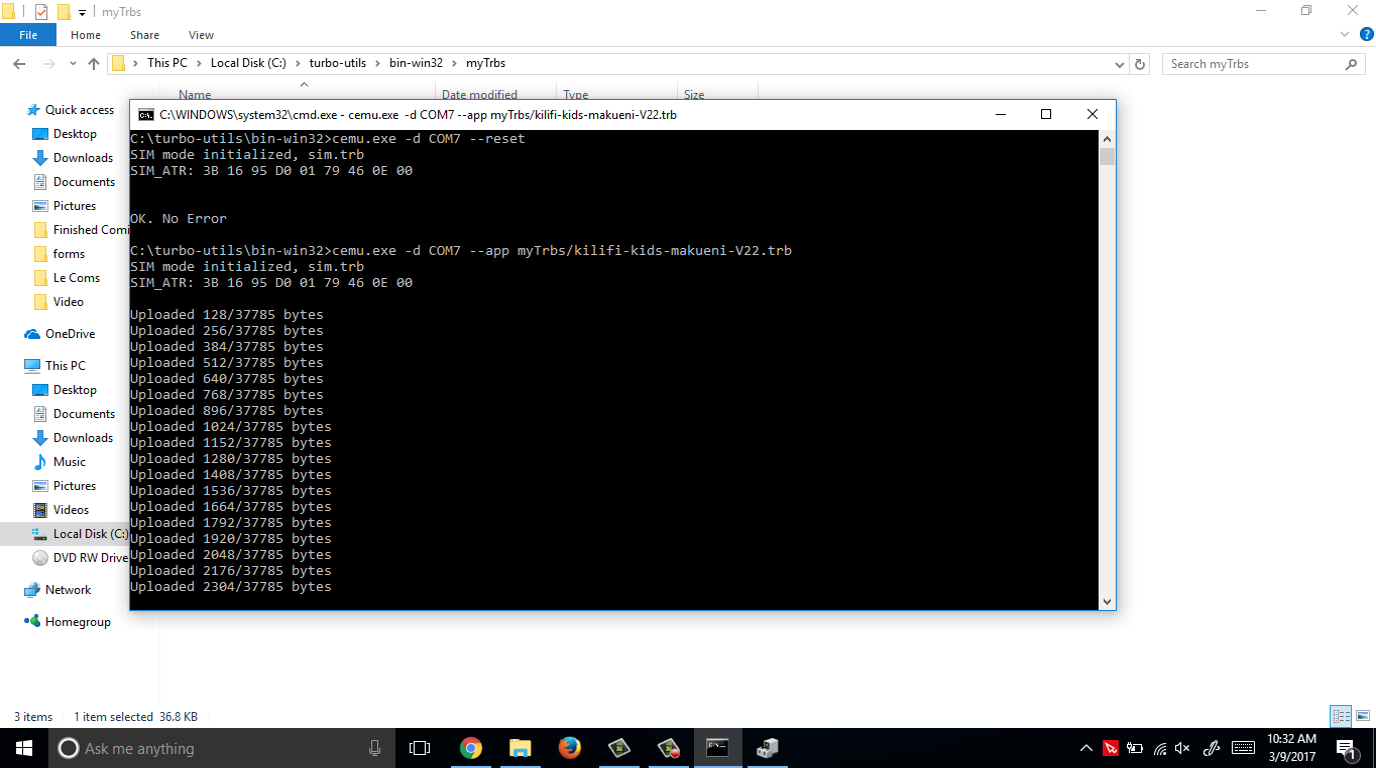 myTrbs
File Home Share View
This PC Local Disk (C:) turbo-utils bin-win32 myTrbs
Search myTrbs
Name Date modified Type Size
Quick access
Desktop
Downloads
Documents
Pictures
Finished Comi
forms
Le Coms
Video
OneDrive
This PC
Desktop
Documents
Downloads
Music
Pictures
Videos
Local Disk (C:)
DVD RW Drive
Network
Homegroup
C:\WINDOWS\system32\cmd.exe - cemu.exe -d COM7 --app myTrbs/kilifi-kids-makueni-V22.trb
C:\turbo-utils\bin-win32>cemu.exe -d COM7 --reset
SIM mode initialized, sim.trb
SIM_ATR: 3B 16 95 D0 01 79 46 0E 00
OK. No Error
C:\turbo-utils\bin-win32>cemu.exe -d COM7 --app myTrbs/kilifi-kids-makueni-V22.trb
SIM mode initialized, sim.trb
SIM_ATR: 3B 16 95 D0 01 79 46 0E 00
Uploaded 128/37785 bytes
Uploaded 256/37785 bytes
Uploaded 384/37785 bytes
Uploaded 512/37785 bytes
Uploaded 640/37785 bytes
Uploaded 768/37785 bytes
Uploaded 896/37785 bytes
Uploaded 1024/37785 bytes
Uploaded 1152/37785 bytes
Uploaded 1280/37785 bytes
Uploaded 1408/37785 bytes
Uploaded 1536/37785 bytes
Uploaded 1664/37785 bytes
Uploaded 1792/37785 bytes
Uploaded 1920/37785 bytes
Uploaded 2048/37785 bytes
Uploaded 2176/37785 bytes
Uploaded 2304/37785 bytes
3 items 1 item selected 36.8 KB
Ask me anything
10:32 AM
3/9/2017
1